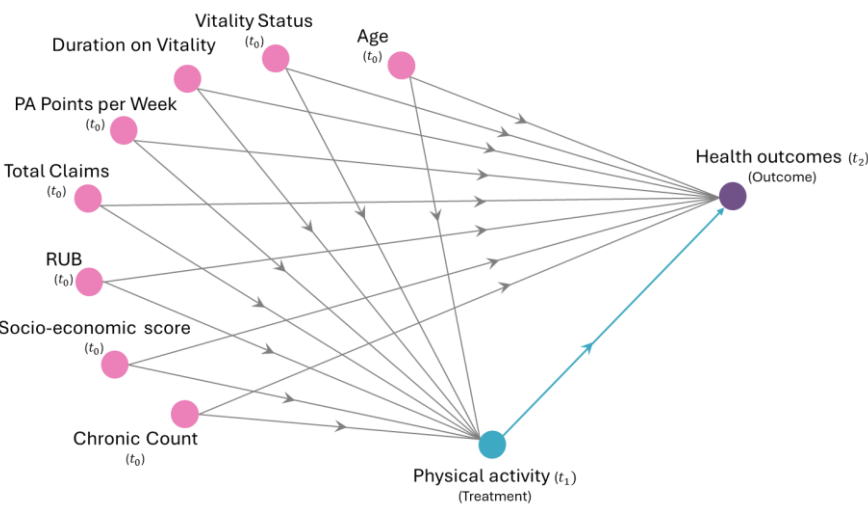 Vitality Status
(t₀)
Age
(t₀)
Duration on Vitality
PA Points per Week
(t₀)
Total Claims
(t₀)
RUB
(t₀)
Socio-economic score
(t₀)
Chronic Count
(t₀)
Health outcomes (t₂)
(Outcome)
Physical activity (t₁)
(Treatment)